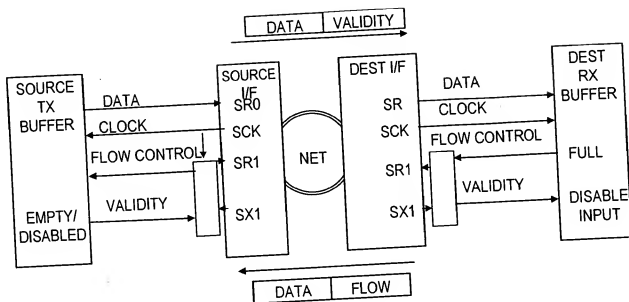 DATA VALIDITY
SOURCE
TX
BUFFER
EMPTY/
DISABLED
DATA
CLOCK
FLOW CONTROL
VALIDITY
SOURCE
I/F
SR0
SCK
SR1
SX1
NET
DEST I/F
SR
SCK
SR1
SX1
DATA
CLOCK
FLOW CONTROL
VALIDITY
DEST
RX
BUFFER
FULL
DISABLE
INPUT
DATA FLOW